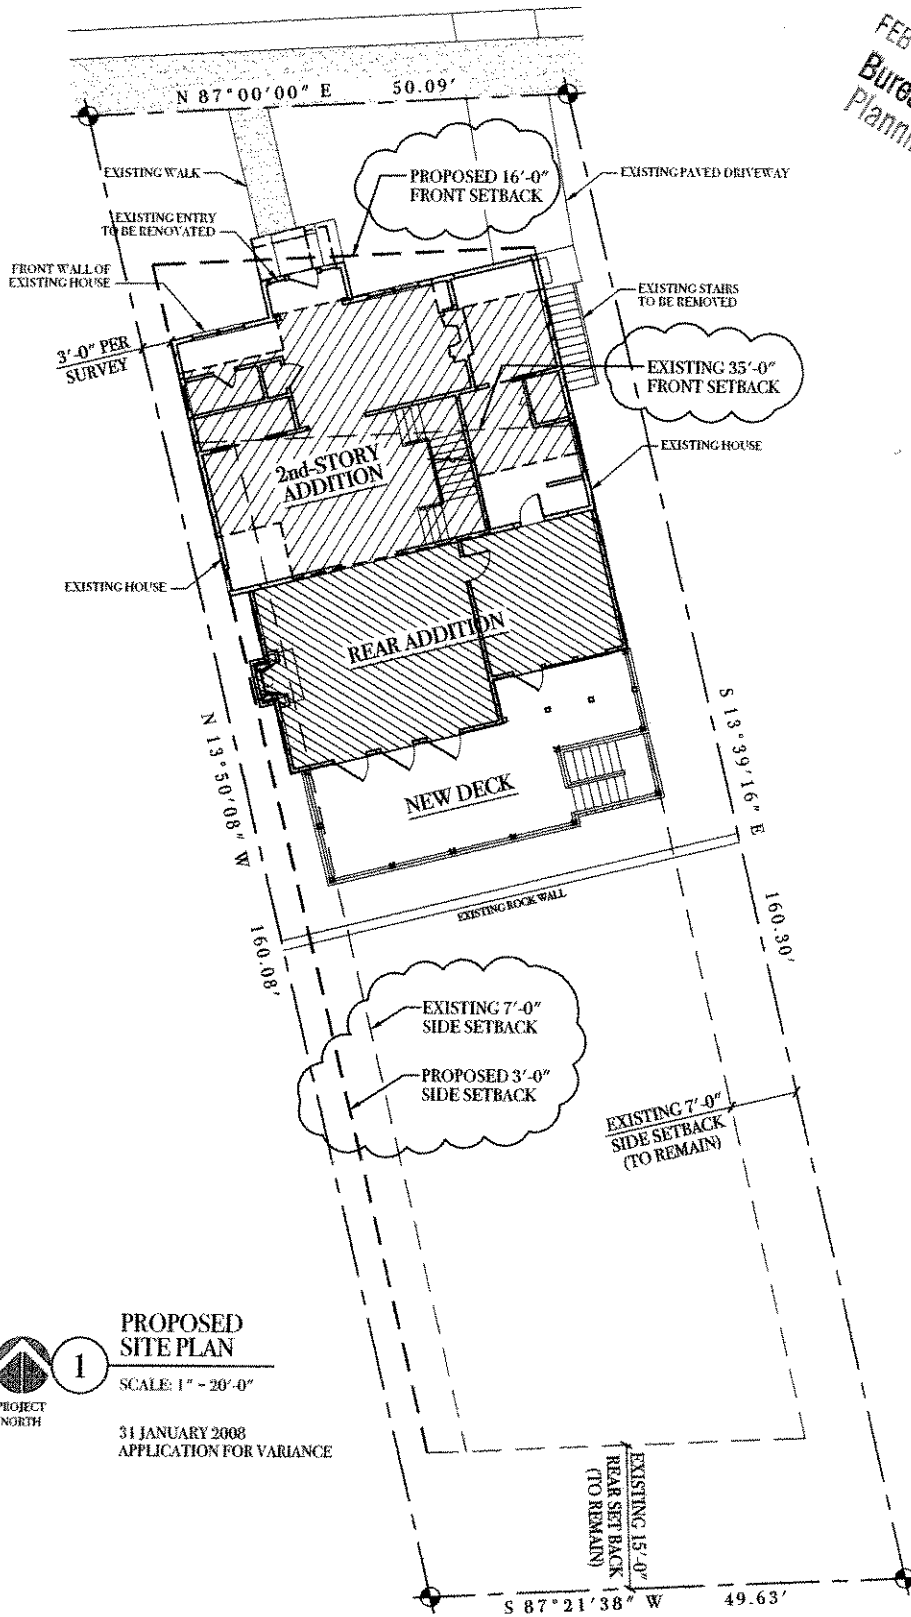 FEB
Planni
N 87°00'00" E 50.09'
EXISTING WALK
PROPOSED 16'-0"
FRONT SETBACK
EXISTING PAVED DRIVEWAY
EXISTING ENTRY
TO BE RENOVATED
FRONT WALL OF
EXISTING HOUSE
EXISTING STAIRS
TO BE REMOVED
3'-0" PER
SURVEY
EXISTING 35'-0"
FRONT SETBACK
EXISTING HOUSE
2nd-STORY
ADDITION
EXISTING HOUSE
REAR ADDITION
N 13°50'08" W
160.08'
S 13°39'16" E
160.30'
NEW DECK
EXISTING ROCK WALL
EXISTING 7'-0"
SIDE SETBACK
PROPOSED 3'-0"
SIDE SETBACK
EXISTING 7'-0"
SIDE SETBACK
(TO REMAIN)
PROJECT
NORTH
1
PROPOSED
SITE PLAN
SCALE: 1" = 20'-0"
31 JANUARY 2008
APPLICATION FOR VARIANCE
EXISTING 15'-0"
REAR SET BACK
(TO REMAIN)
S 87°21'38" W 49.63'